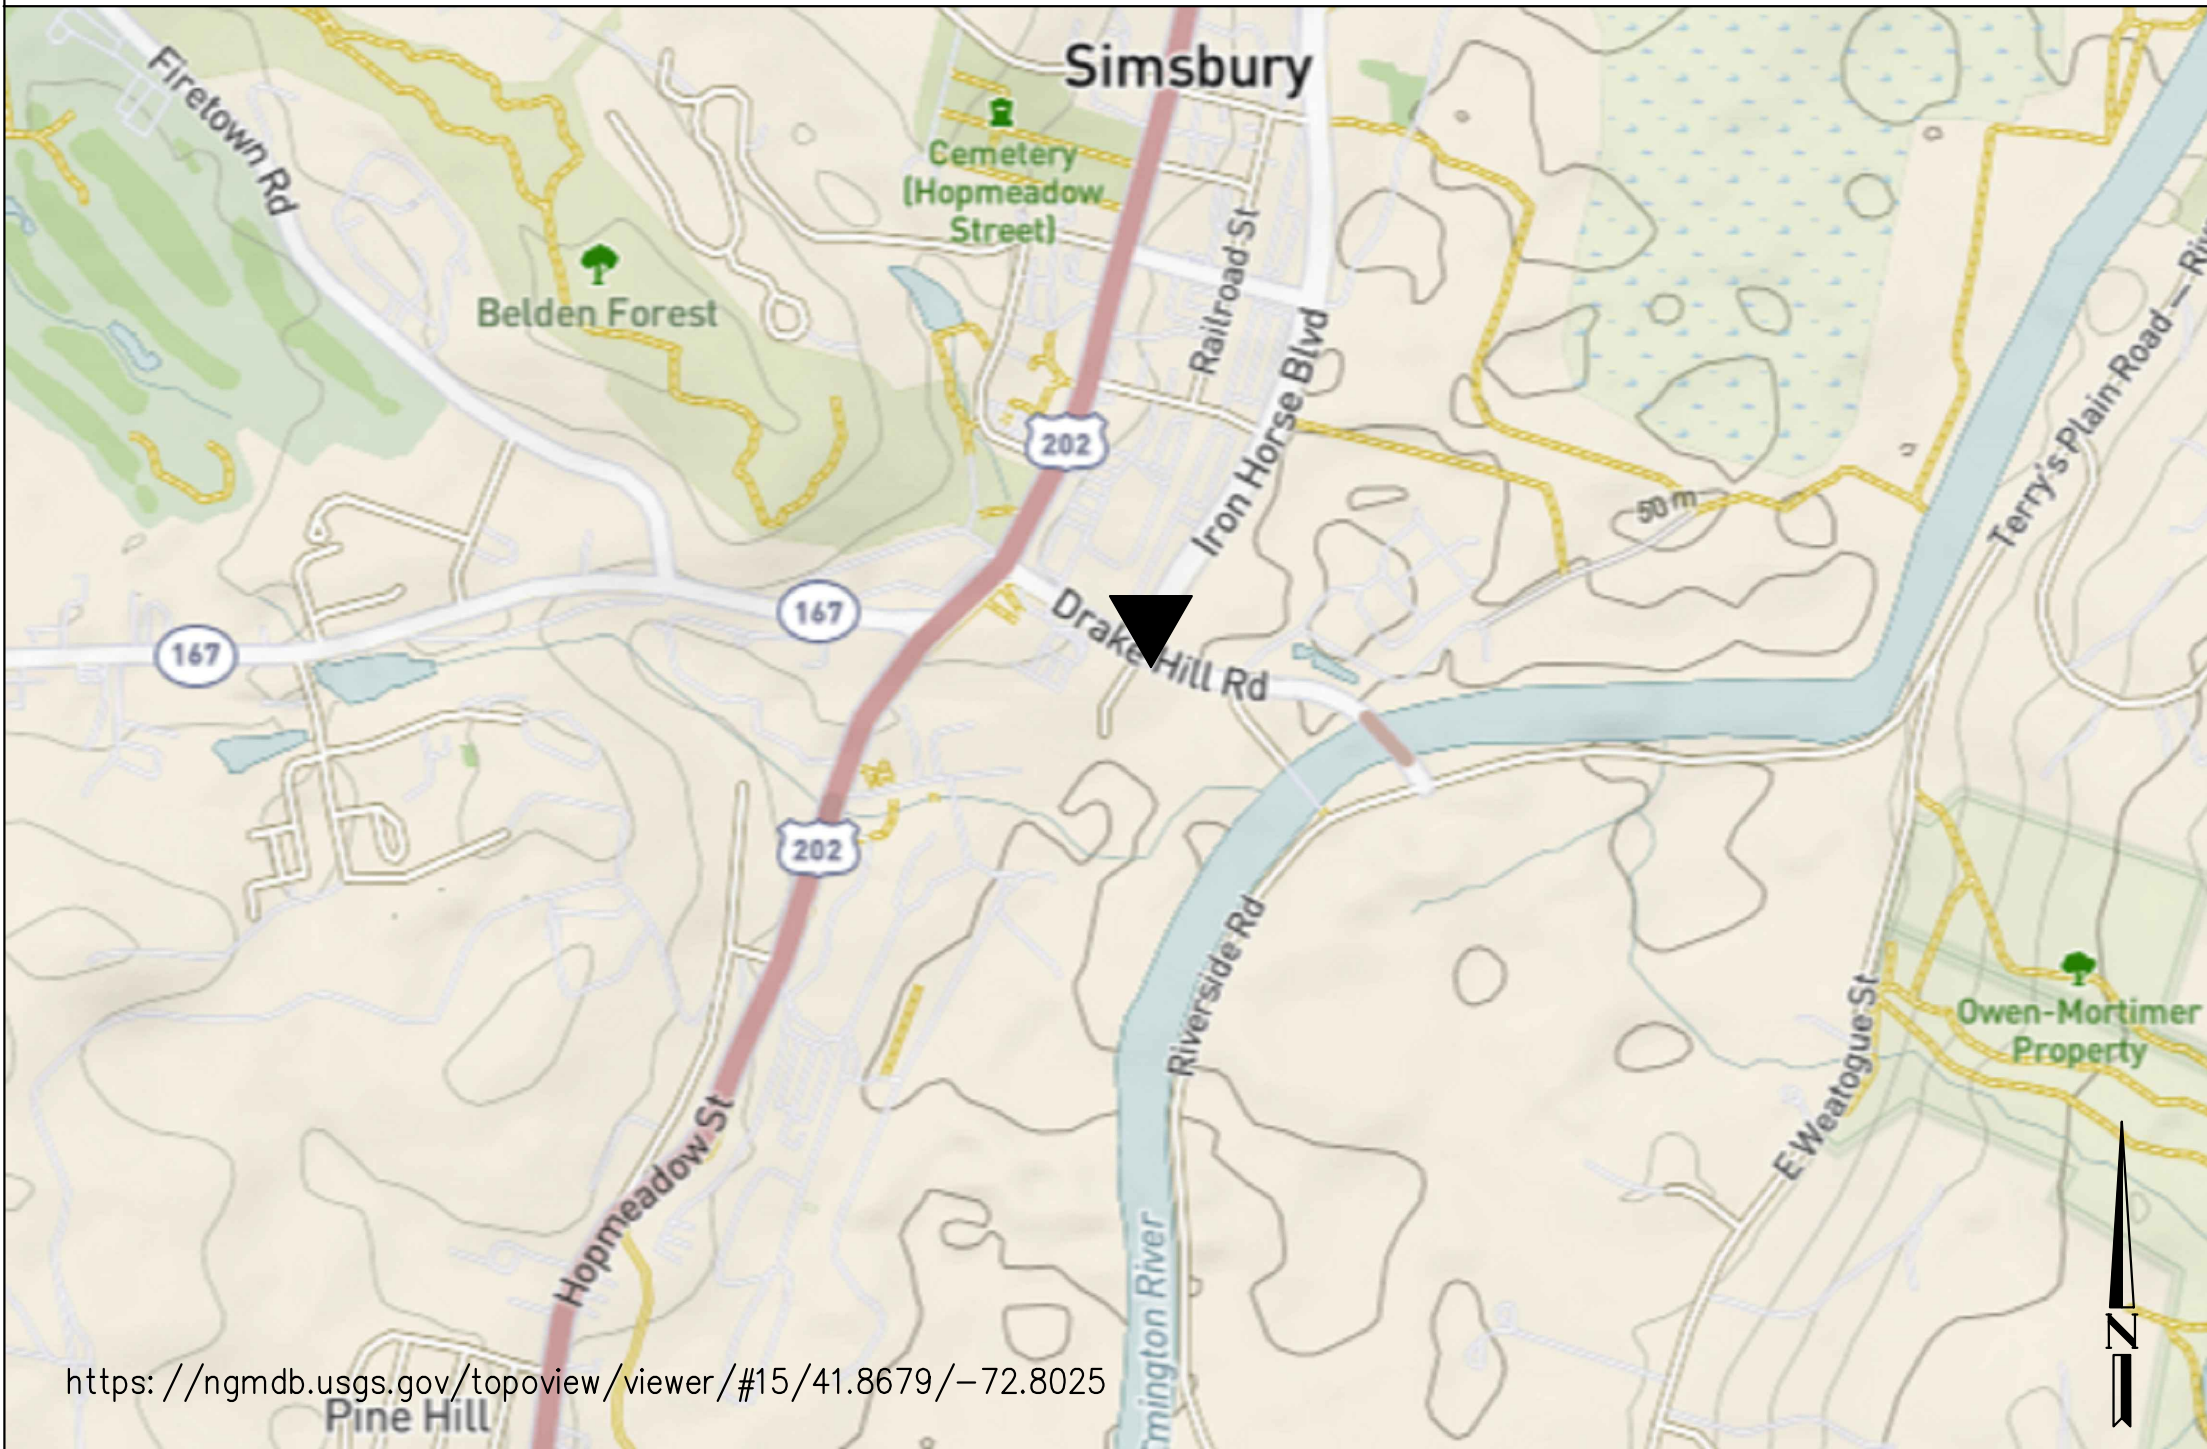 Simsbury
Firetown Rd
Cemetery
(Hopmeadow
Street)
Railroad St
Belden Forest
Iron Horse Blvd
Terry's Plain Road —
202
50 m
Drake Hill Rd
167
167
202
Riverside Rd
Owen-Mortimer
Property
E Weatogue St
Hopmeadow St
mington River
N
https://ngmdb.usgs.gov/topoview/viewer/#15/41.8679/-72.8025
Pine Hill